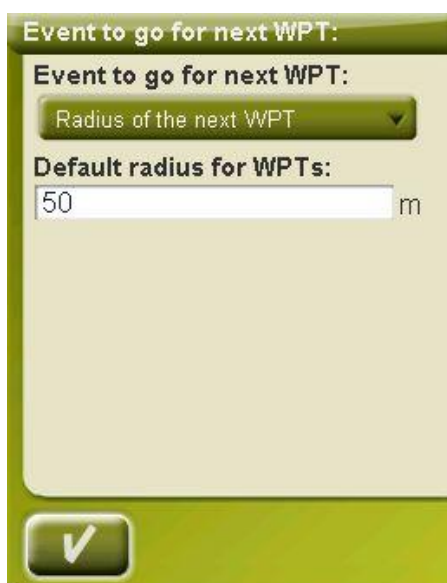 Event to go for next WPT:
Event to go for next WPT:
Radius of the next WPT
Default radius for WPTs:
50 m